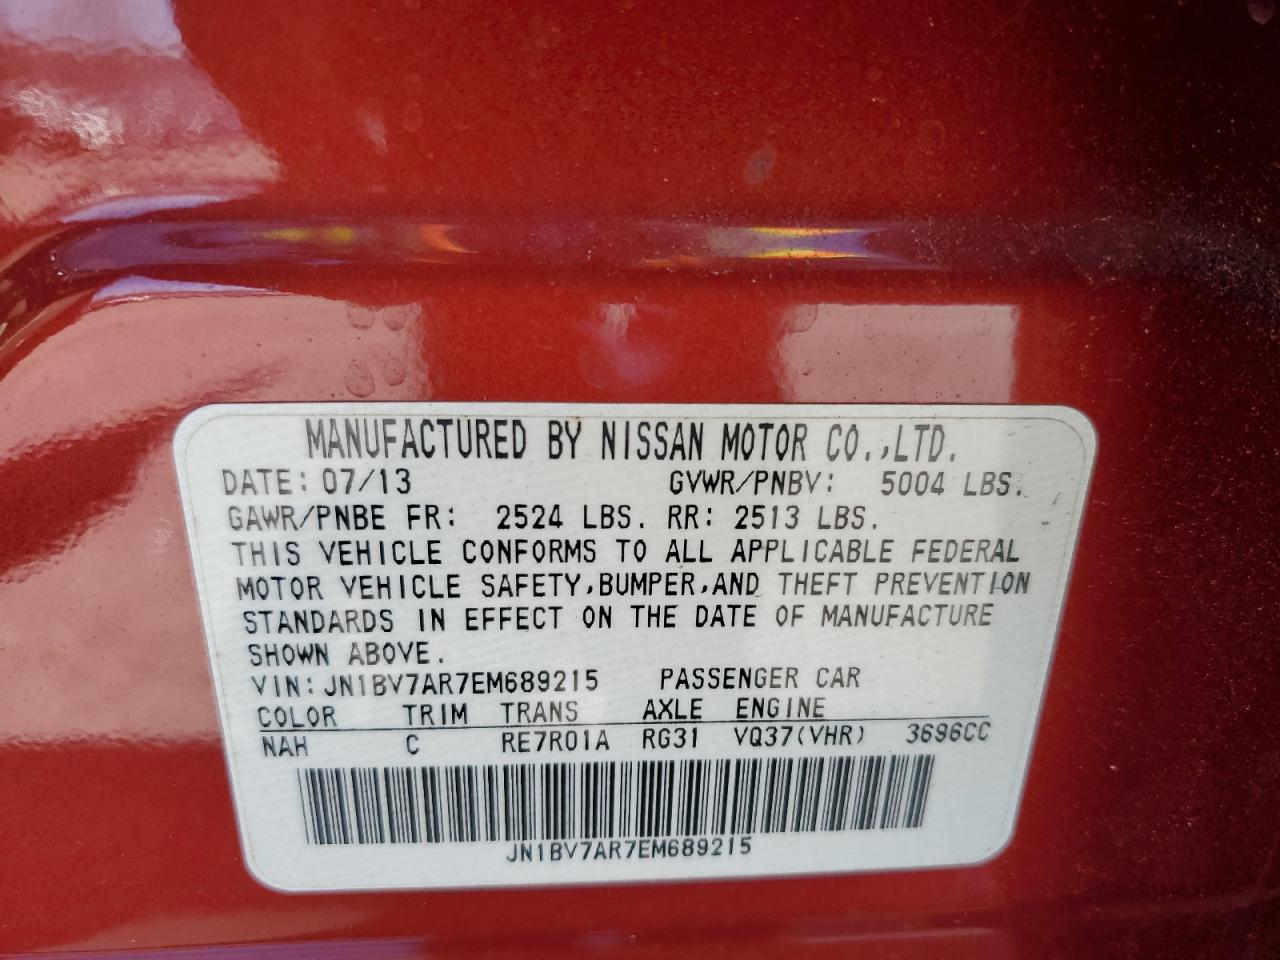 MANUFACTURED BY NISSAN MOTOR CO.,LTD.
DATE: 07/13 GVWR/PNBV: 5004 LBS.
GAWR/PNBE FR: 2524 LBS. RR: 2513 LBS.
THIS VEHICLE CONFORMS TO ALL APPLICABLE FEDERAL
MOTOR VEHICLE SAFETY,BUMPER,AND THEFT PREVENTION
STANDARDS IN EFFECT ON THE DATE OF MANUFACTURE
SHOWN ABOVE.
VIN: JN1BV7AR7EM689215 PASSENGER CAR
COLOR TRIM TRANS AXLE ENGINE
NAH C RE7R01A RG31 VQ37(VHR) 3696CC
JN1BV7AR7EM689215